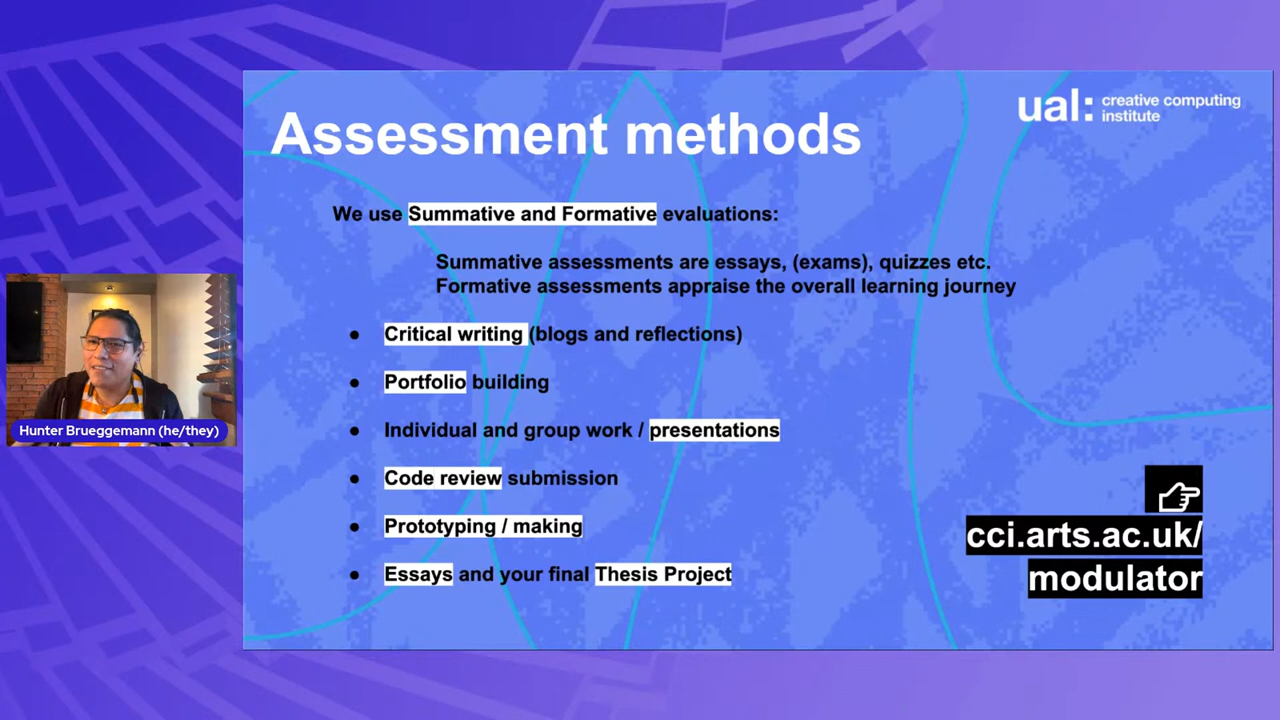 Assessment methods
ual: creative computing
institute
We use Summative and Formative evaluations:
Summative assessments are essays, (exams), quizzes etc.
Formative assessments appraise the overall learning journey
● Critical writing (blogs and reflections)
● Portfolio building
● Individual and group work / presentations
● Code review submission
● Prototyping / making
● Essays and your final Thesis Project
cci.arts.ac.uk/
modulator
Hunter Brueggemann (he/they)